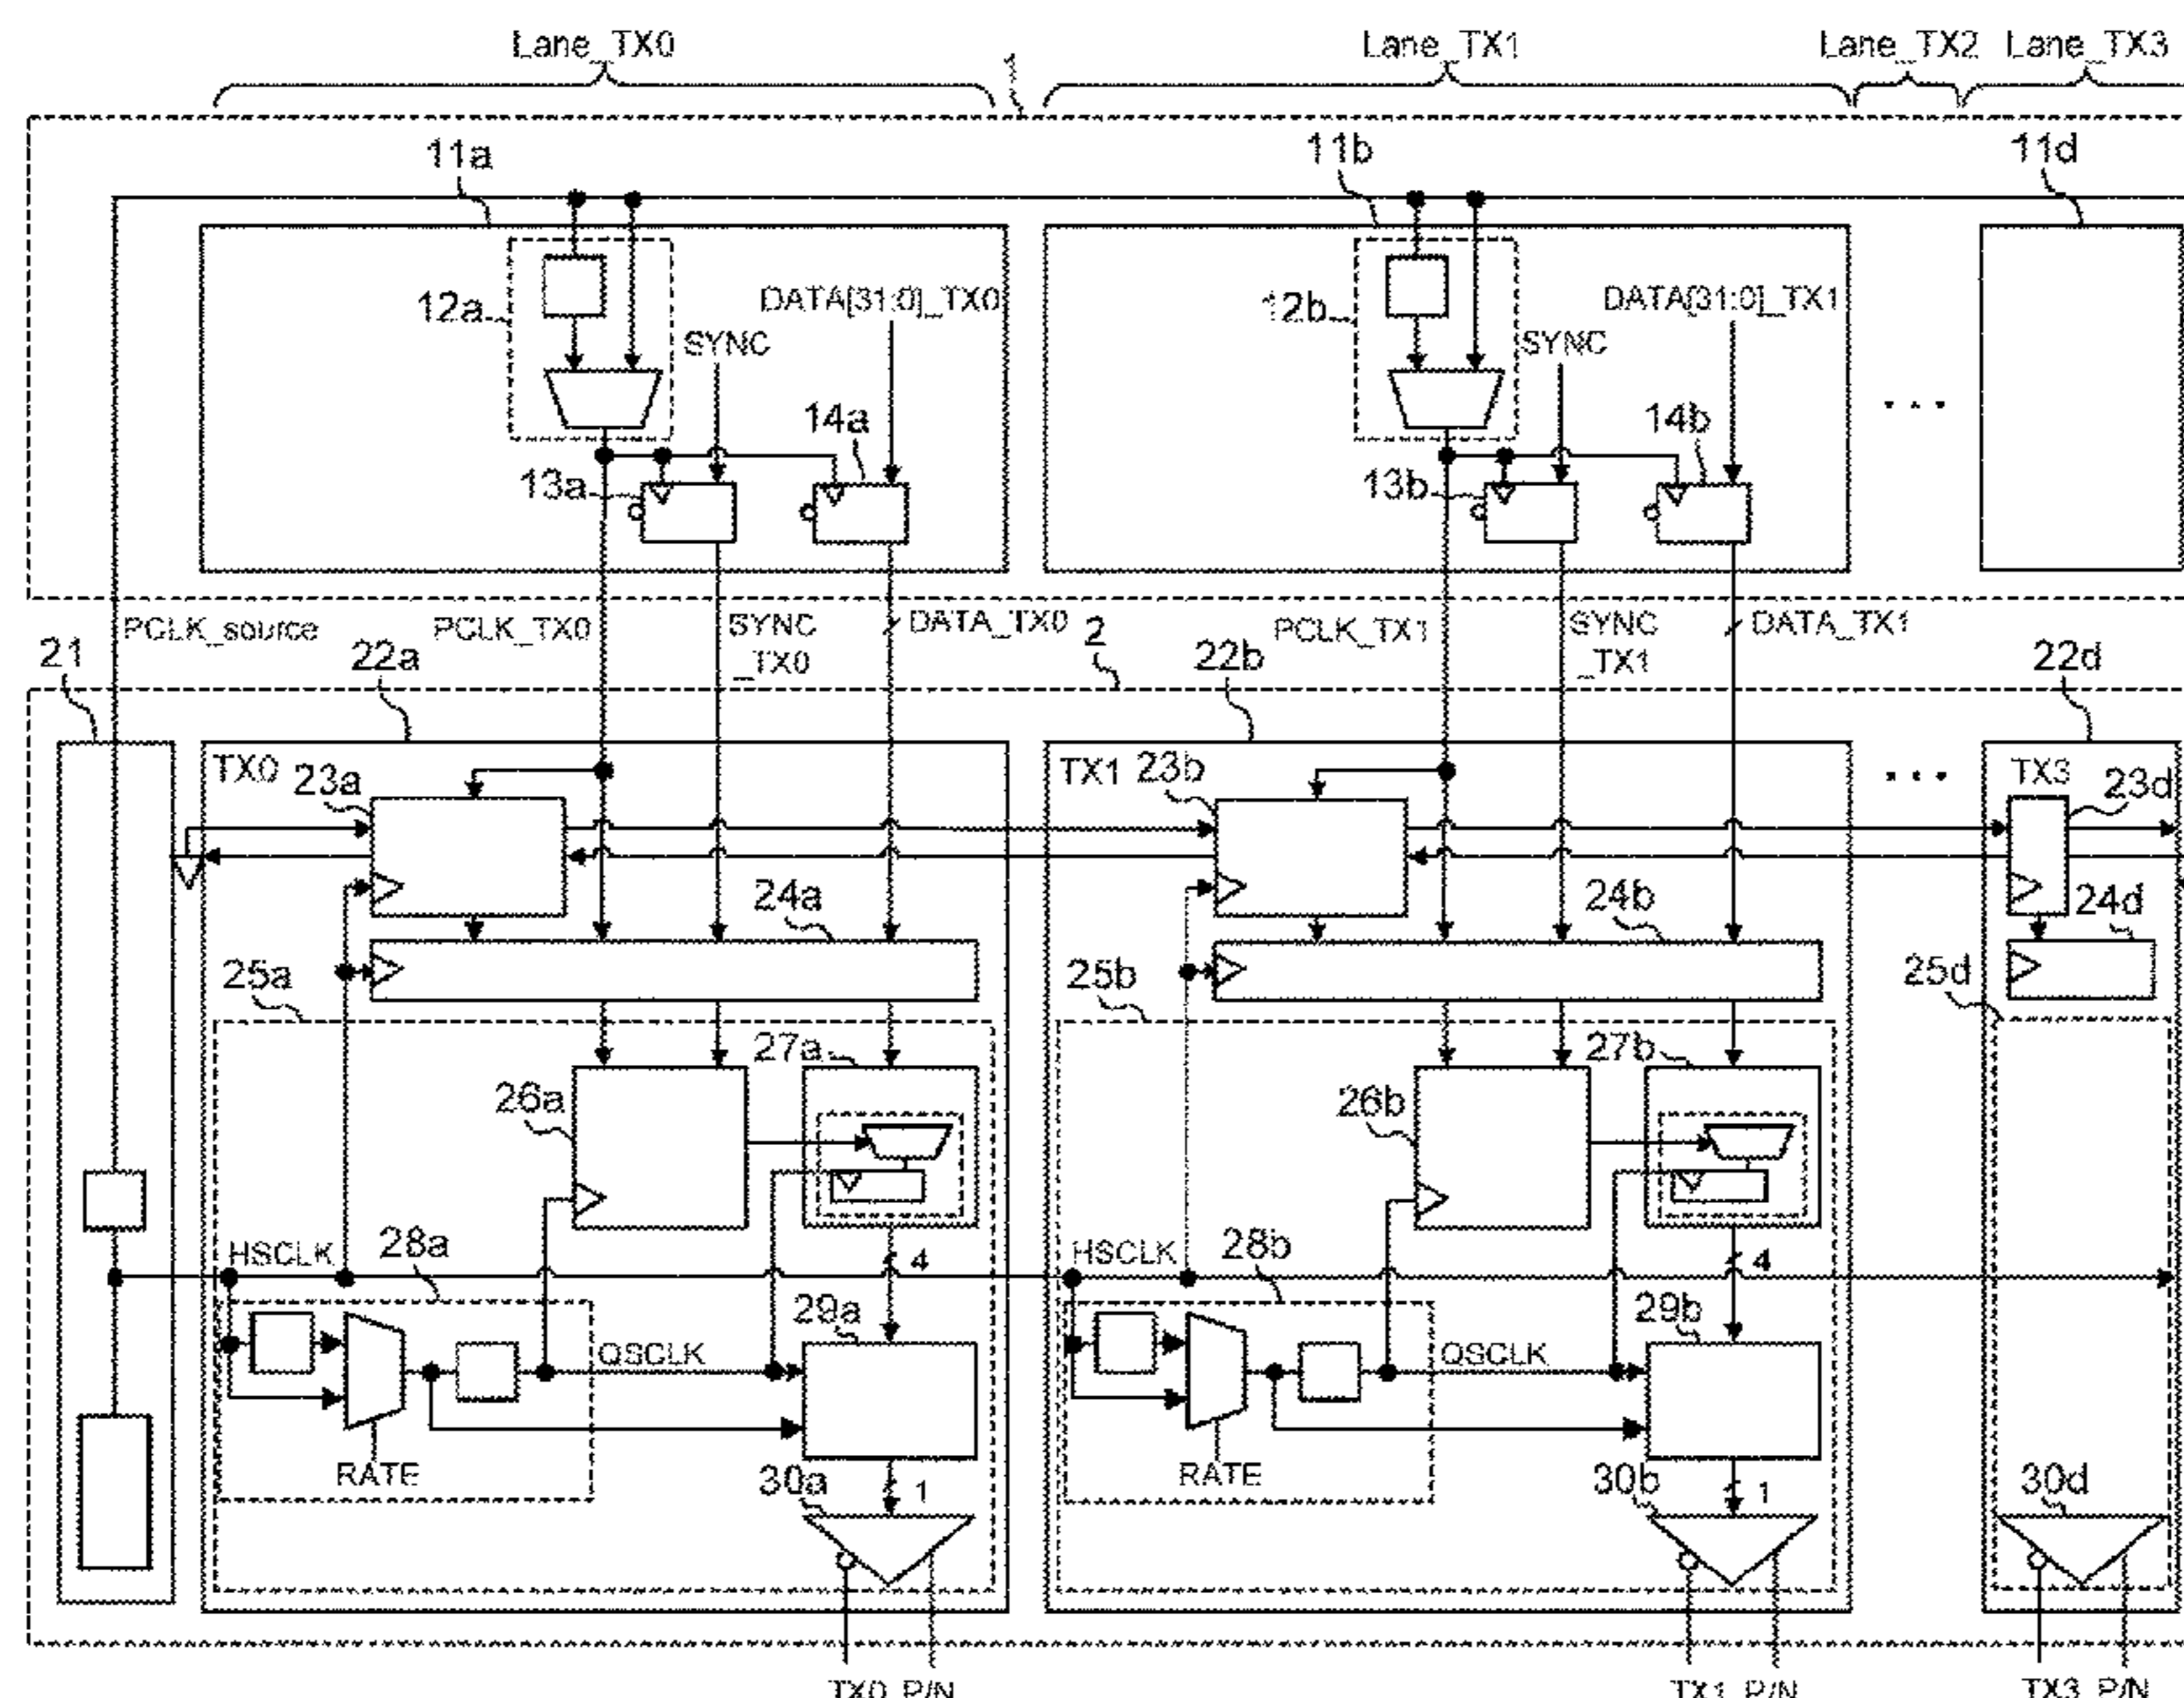 Lane_TX0
1
Lane_TX1
Lane_TX2
Lane_TX3
11a
11b
11d
12a
DATA[31:0]_TX0
SYNC
12b
DATA[31:0]_TX1
SYNC
14a
14b
13a
13b
PCLK_source
PCLK_TX0
SYNC
_TX0
DATA_TX0
2
PCLK_TX1
SYNC
_TX1
DATA_TX1
21
22a
22b
22d
TX0
23a
TX1
23b
TX3
23d
24a
24b
24d
25a
25b
25d
27a
27b
26a
26b
HSCLK
28a
4
HSCLK
28b
4
29a
29b
QSCLK
QSCLK
RATE
30a
1
RATE
30b
1
30d
TX0_P/N
TX1_P/N
TX3_P/N